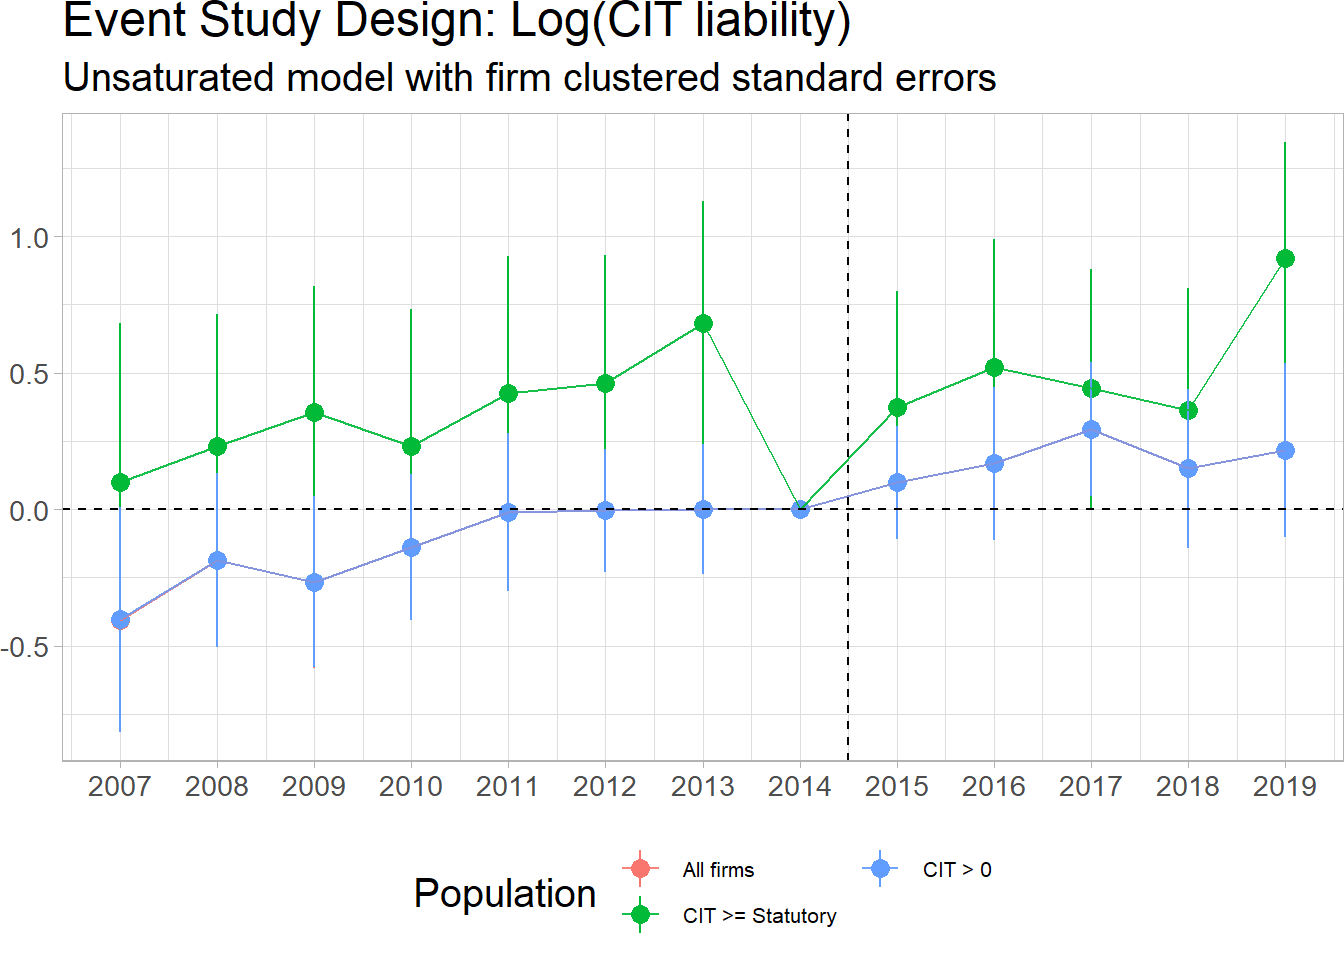 Event Study Design: Log(CIT liability)
Unsaturated model with firm clustered standard errors
1.0
0.5
0.0
-0.5
2007 2008 2009 2010 2011 2012 2013 2014 2015 2016 2017 2018 2019
Population
All firms
CIT > 0
CIT >= Statutory